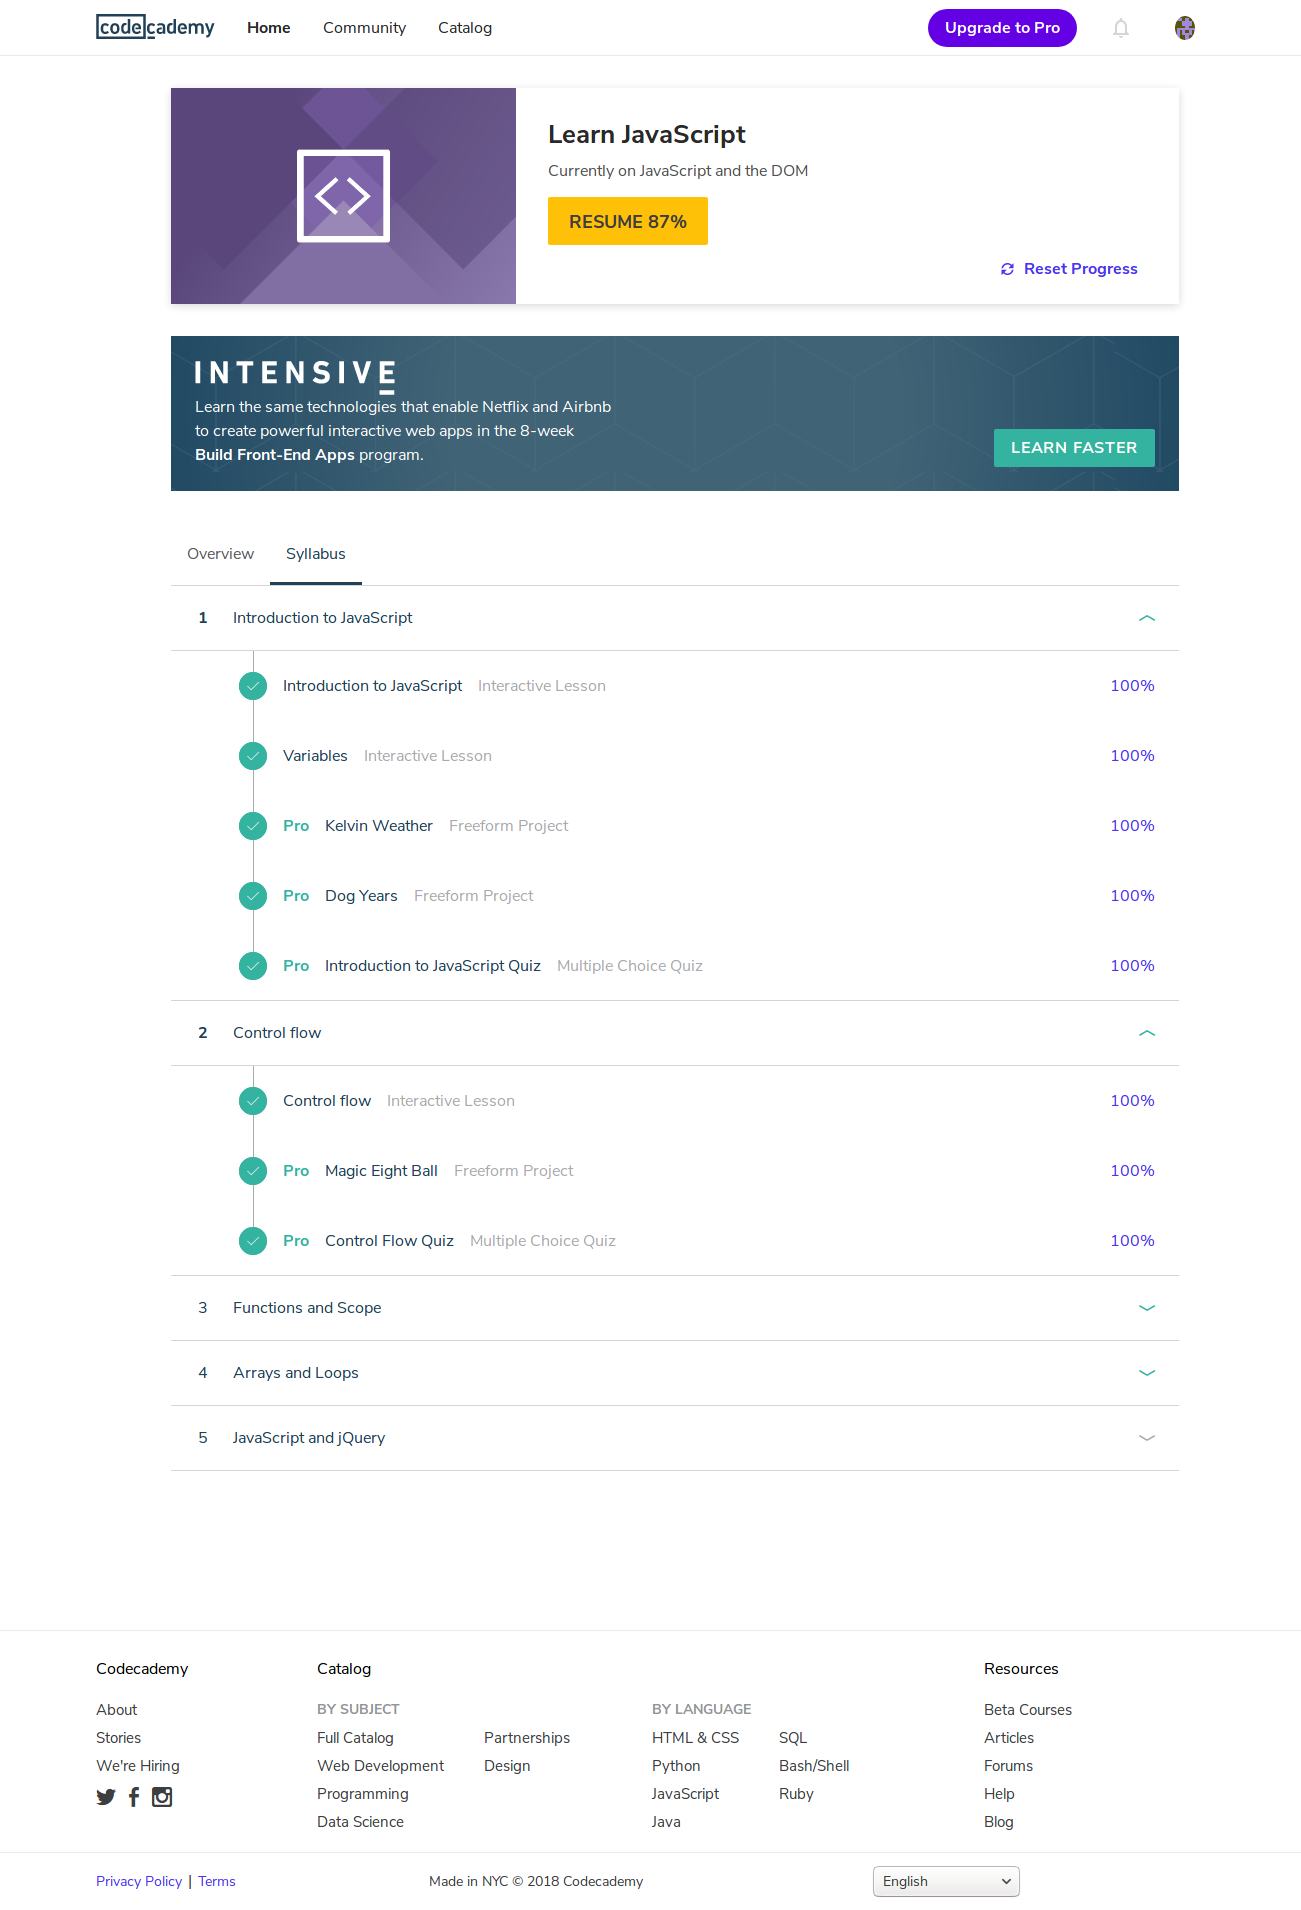 codecademy
Home Community Catalog Upgrade to Pro
Learn JavaScript
Currently on JavaScript and the DOM
RESUME 87%
Reset Progress
INTENSIVE
Learn the same technologies that enable Netflix and Airbnb
to create powerful interactive web apps in the 8-week
Build Front-End Apps program.
LEARN FASTER
Overview Syllabus
1 Introduction to JavaScript
Introduction to JavaScript Interactive Lesson 100%
Variables Interactive Lesson 100%
Pro Kelvin Weather Freeform Project 100%
Pro Dog Years Freeform Project 100%
Pro Introduction to JavaScript Quiz Multiple Choice Quiz 100%
2 Control flow
Control flow Interactive Lesson 100%
Pro Magic Eight Ball Freeform Project 100%
Pro Control Flow Quiz Multiple Choice Quiz 100%
3 Functions and Scope
4 Arrays and Loops
5 JavaScript and jQuery
Codecademy
About
Stories
We're Hiring
Catalog
BY SUBJECT
Full Catalog
Web Development
Programming
Data Science
Partnerships
Design
BY LANGUAGE
HTML & CSS
Python
JavaScript
Java
SQL
Bash/Shell
Ruby
Resources
Beta Courses
Articles
Forums
Help
Blog
Privacy Policy | Terms
Made in NYC © 2018 Codecademy
English